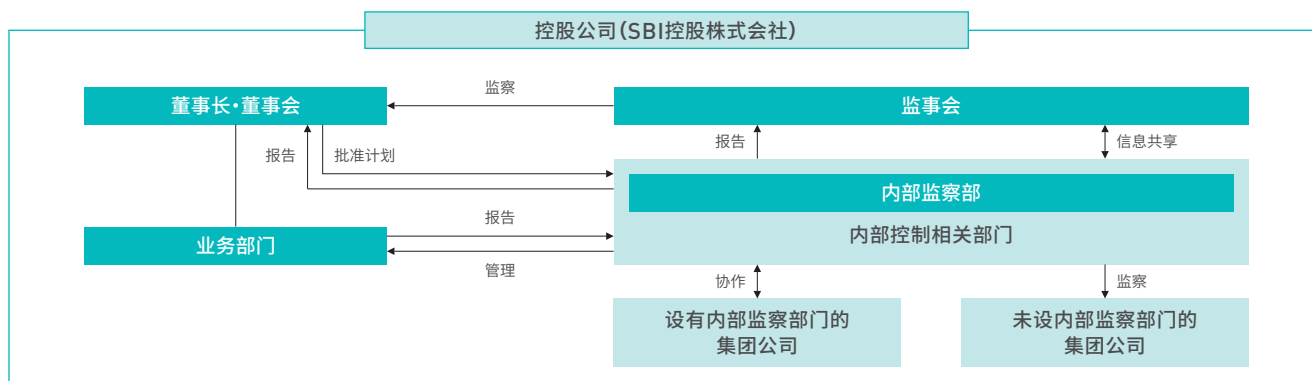 控股公司(SBI控股株式会社)
监察
董事长・董事会
监事会
报告
批准计划
报告
信息共享
内部监察部
报告
内部控制相关部门
业务部门
管理
协作
监察
设有内部监察部门的
集团公司
未设内部监察部门的
集团公司